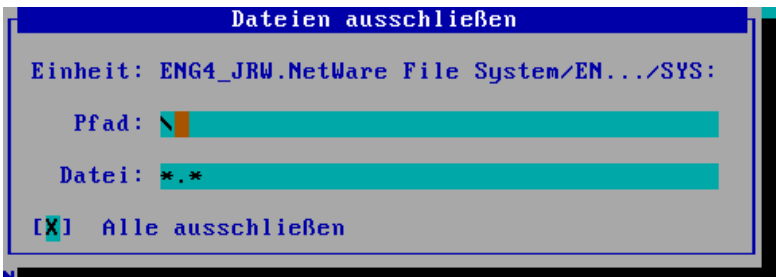 Dateien ausschließen
Einheit: ENG4_JRW.NetWare File System/EN.../SYS:
Pfad: \
Datei: *.*
[X] Alle ausschließen